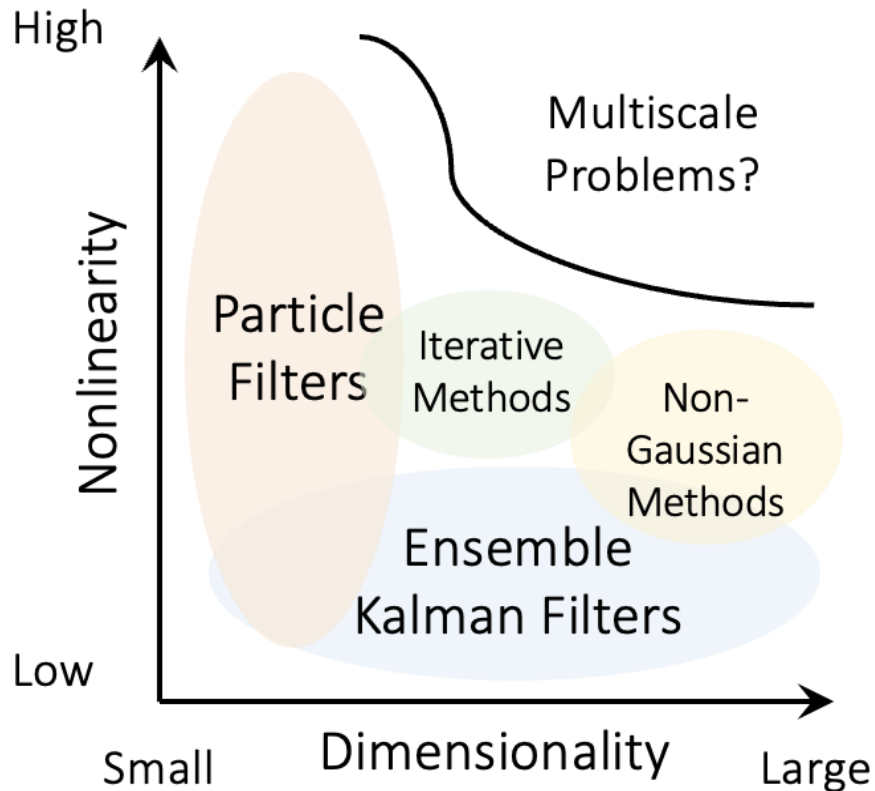 High
Multiscale
Problems?
Nonlinearity
Particle
Filters
Iterative
Methods
Non-
Gaussian
Methods
Ensemble
Kalman Filters
Low
Small
Dimensionality
Large